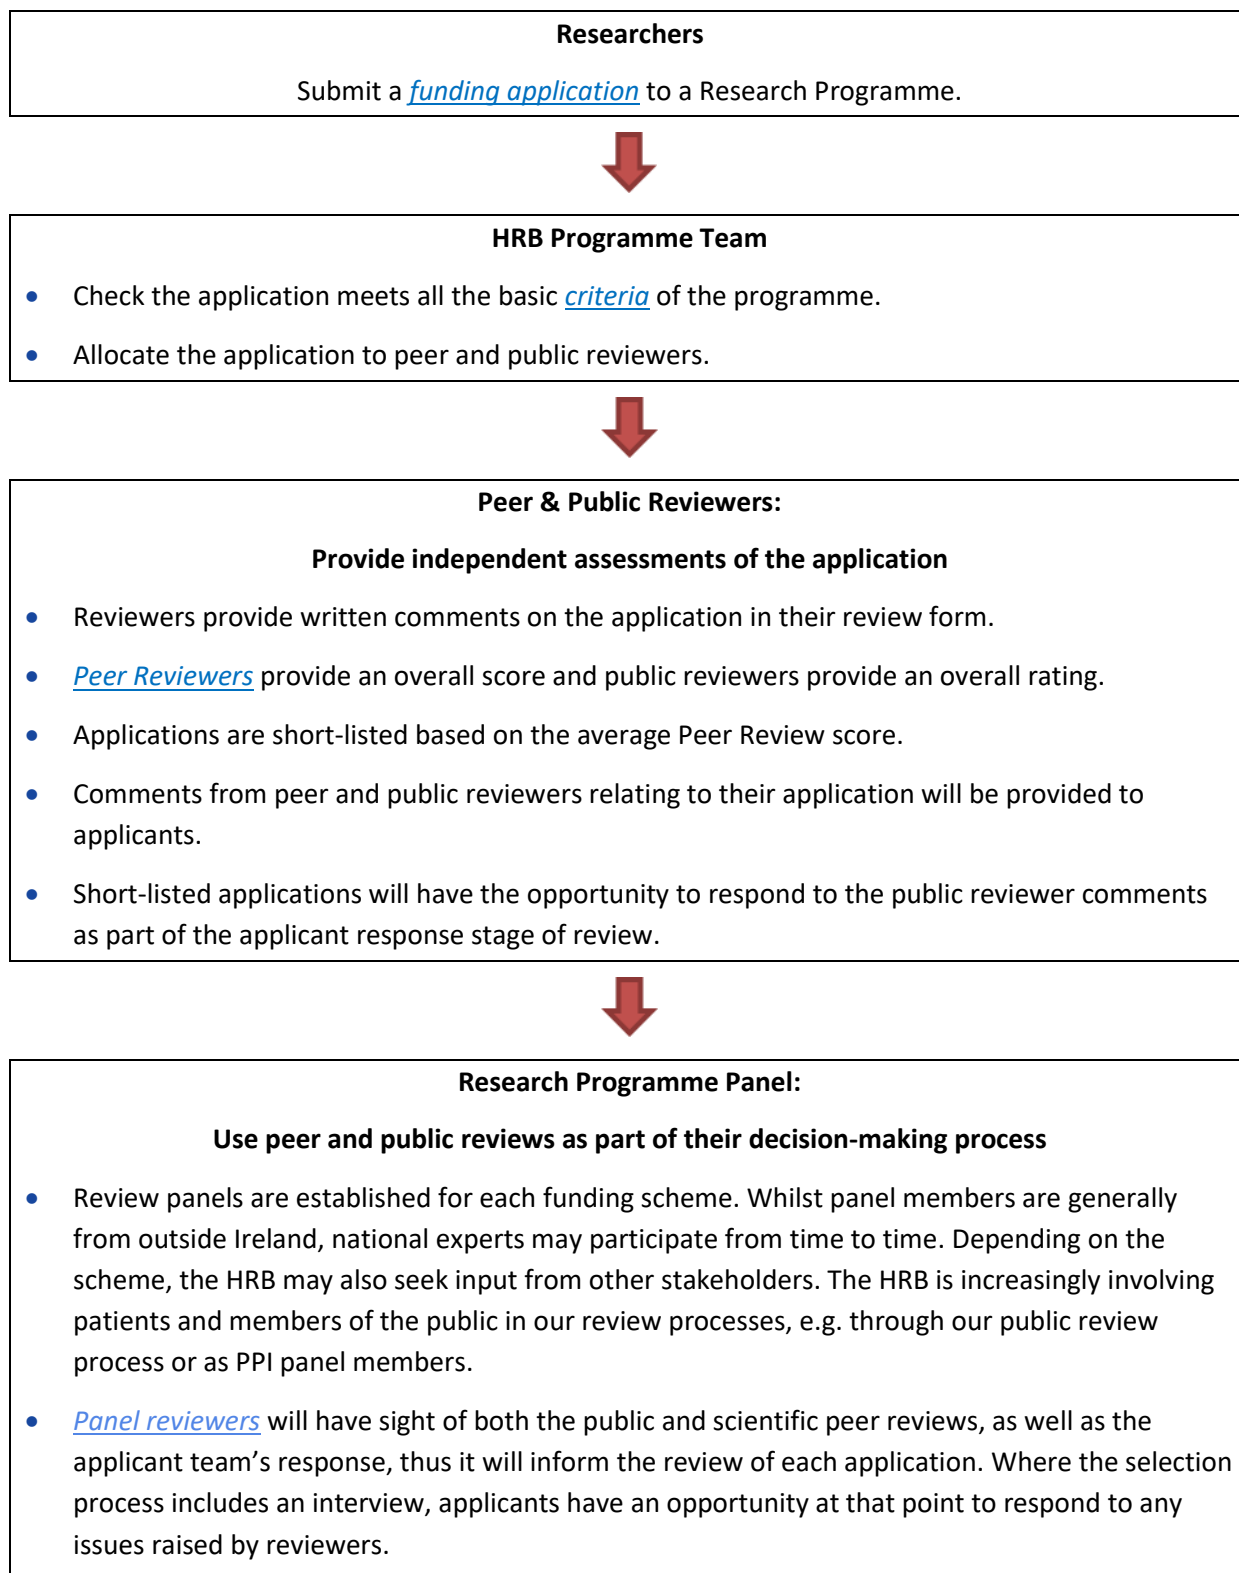 Researchers
Submit a funding application to a Research Programme.
HRB Programme Team
• Check the application meets all the basic criteria of the programme.
• Allocate the application to peer and public reviewers.
Peer & Public Reviewers:
Provide independent assessments of the application
• Reviewers provide written comments on the application in their review form.
• Peer Reviewers provide an overall score and public reviewers provide an overall rating.
• Applications are short-listed based on the average Peer Review score.
• Comments from peer and public reviewers relating to their application will be provided to
applicants.
• Short-listed applications will have the opportunity to respond to the public reviewer comments
as part of the applicant response stage of review.
Research Programme Panel:
Use peer and public reviews as part of their decision-making process
• Review panels are established for each funding scheme. Whilst panel members are generally
from outside Ireland, national experts may participate from time to time. Depending on the
scheme, the HRB may also seek input from other stakeholders. The HRB is increasingly involving
patients and members of the public in our review processes, e.g. through our public review
process or as PPI panel members.
• Panel reviewers will have sight of both the public and scientific peer reviews, as well as the
applicant team’s response, thus it will inform the review of each application. Where the selection
process includes an interview, applicants have an opportunity at that point to respond to any
issues raised by reviewers.